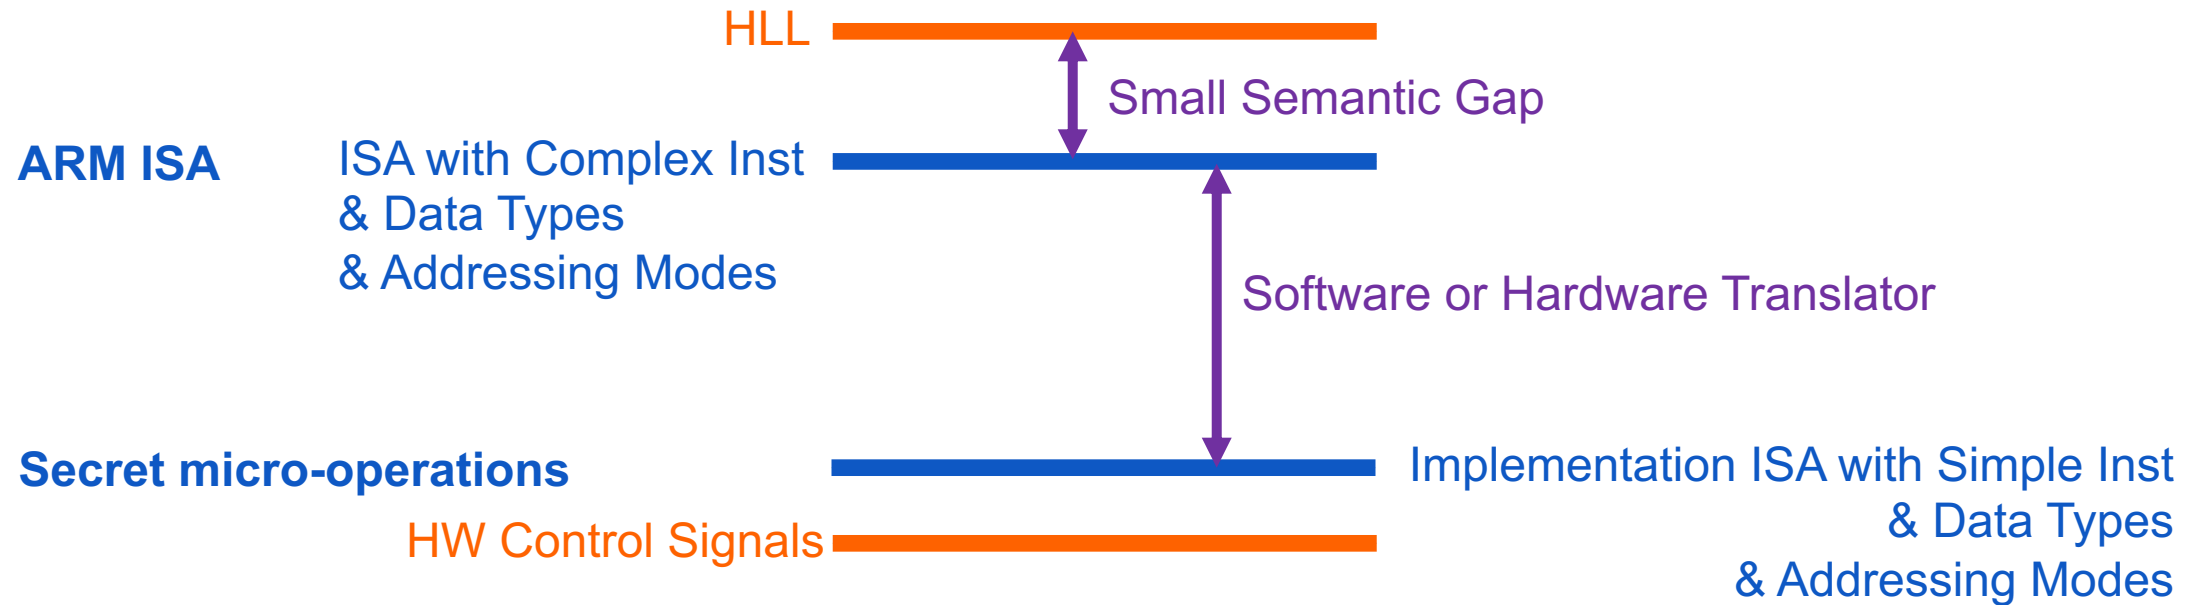 HLL
Small Semantic Gap
ARM ISA
ISA with Complex Inst
& Data Types
& Addressing Modes
Software or Hardware Translator
Secret micro-operations
Implementation ISA with Simple Inst
& Data Types
& Addressing Modes
HW Control Signals